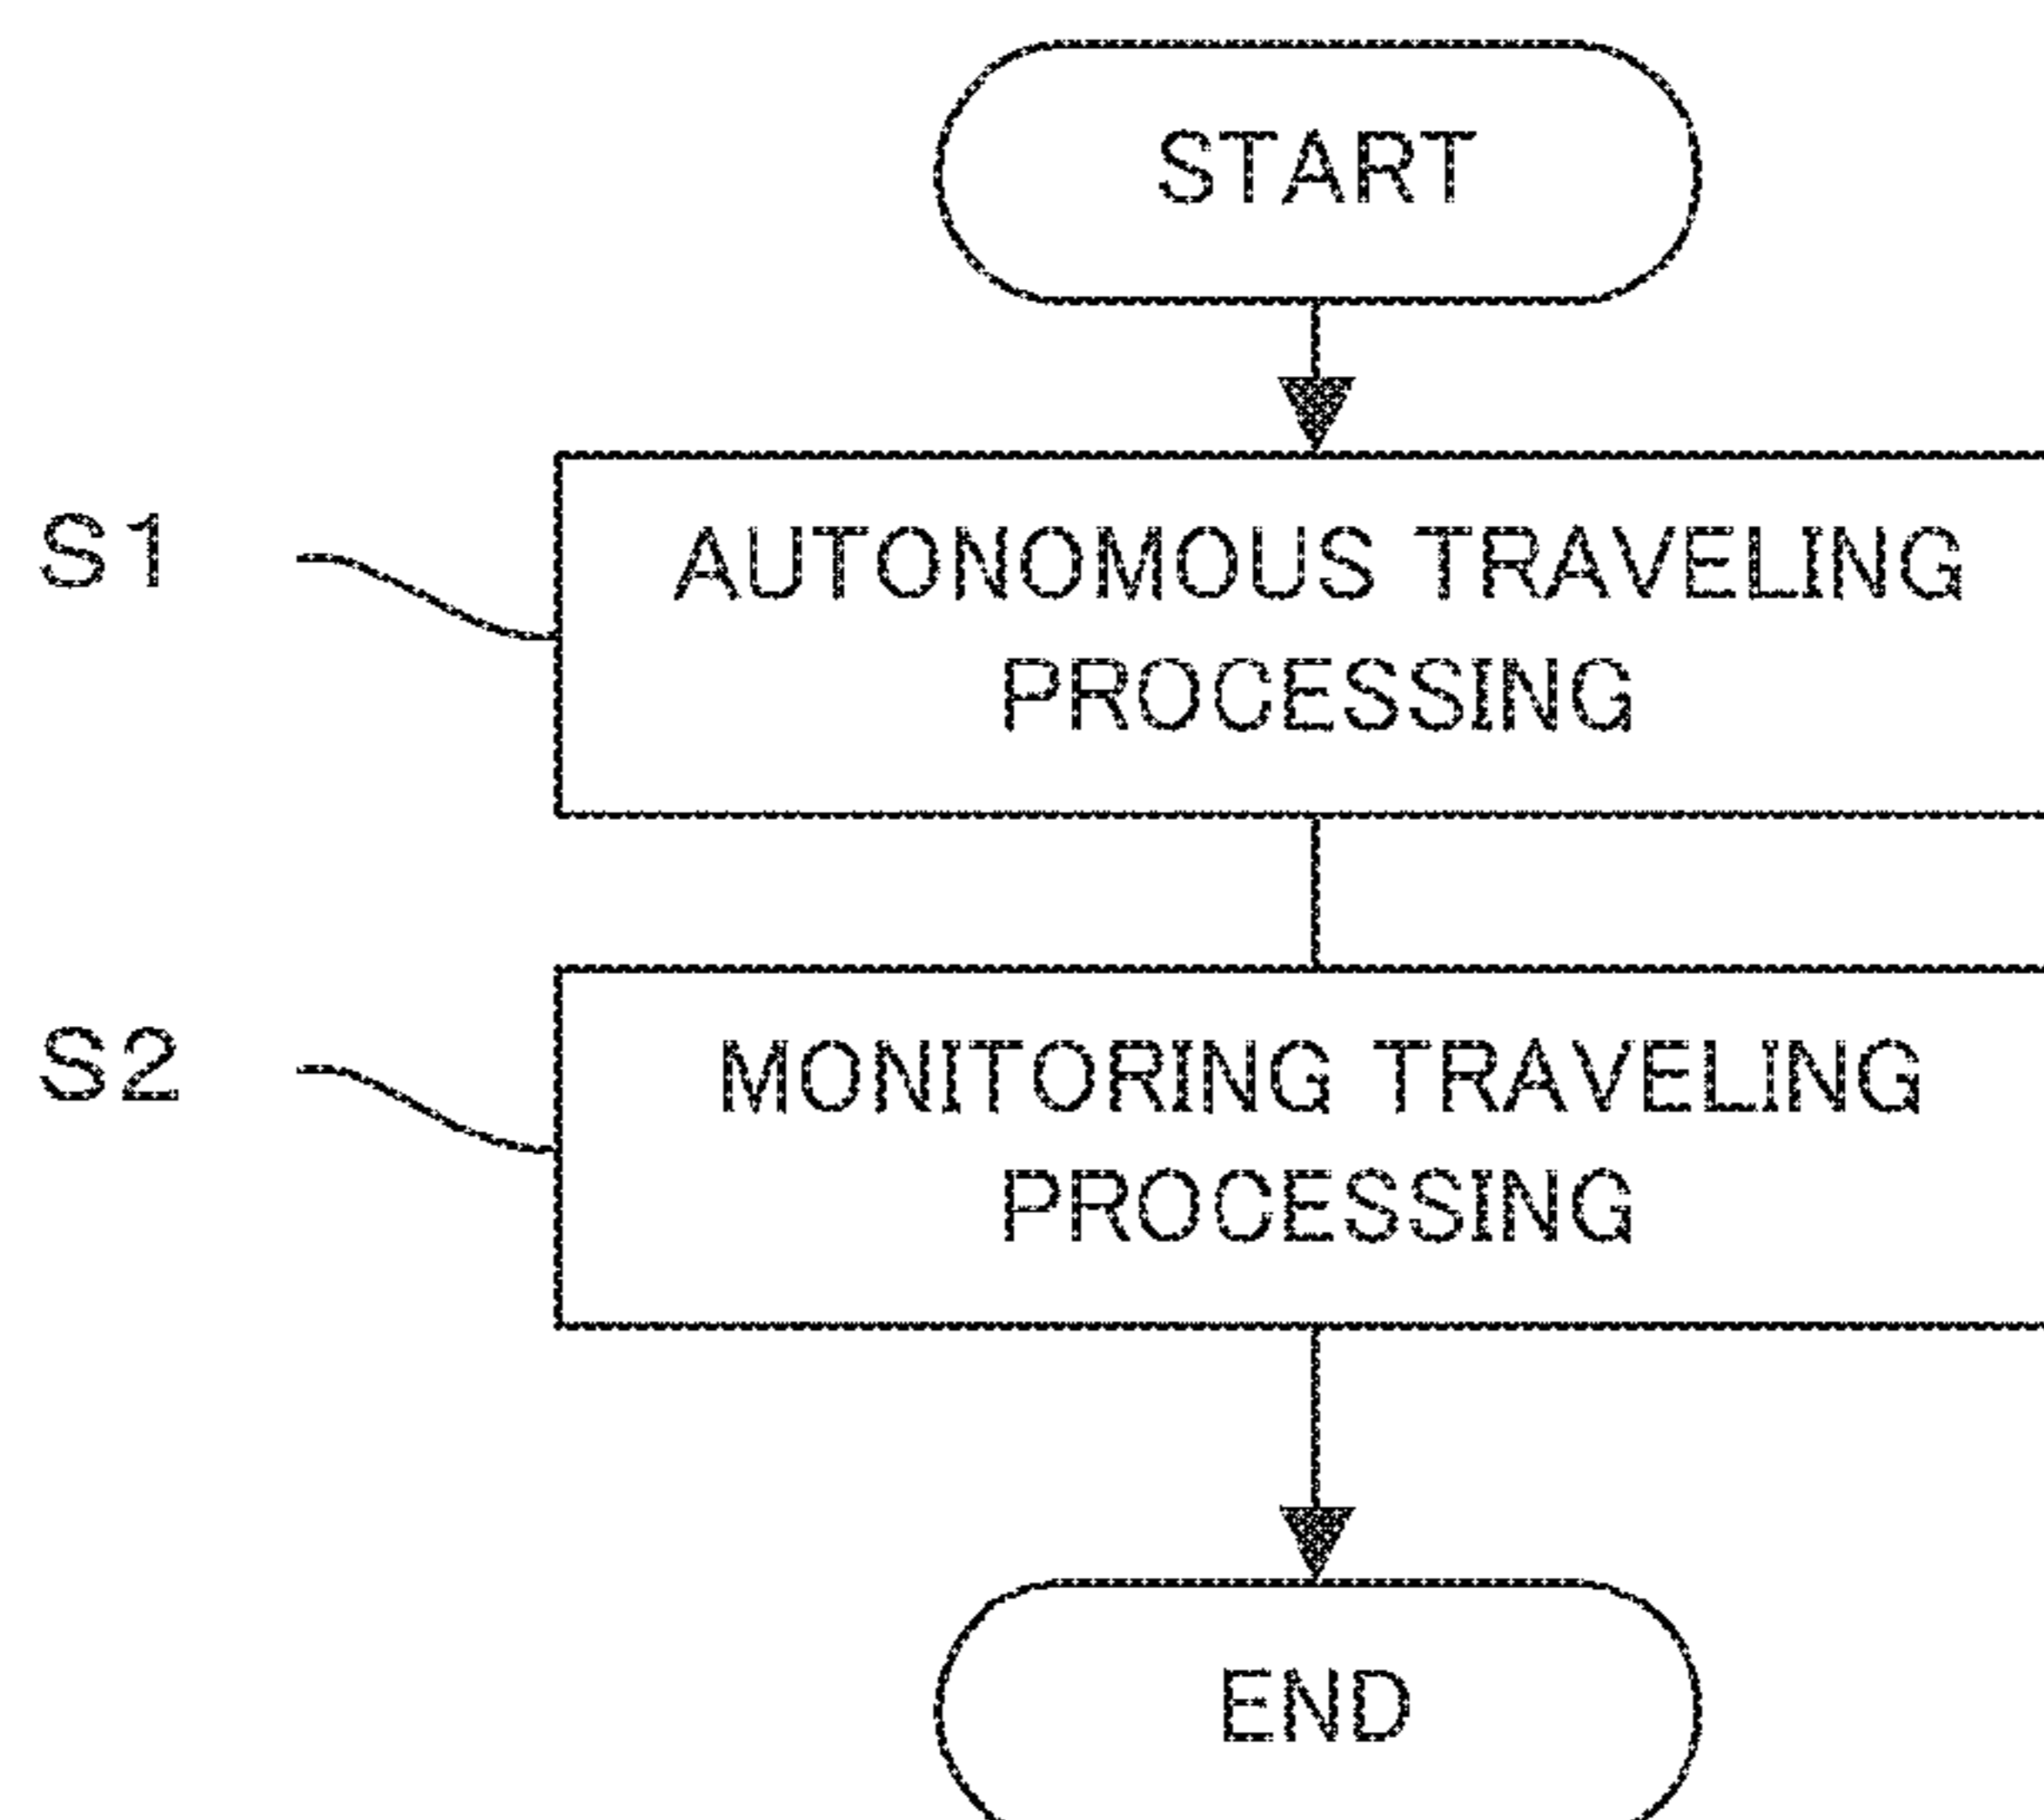 START
S1
AUTONOMOUS TRAVELING
PROCESSING
S2
MONITORING TRAVELING
PROCESSING
END